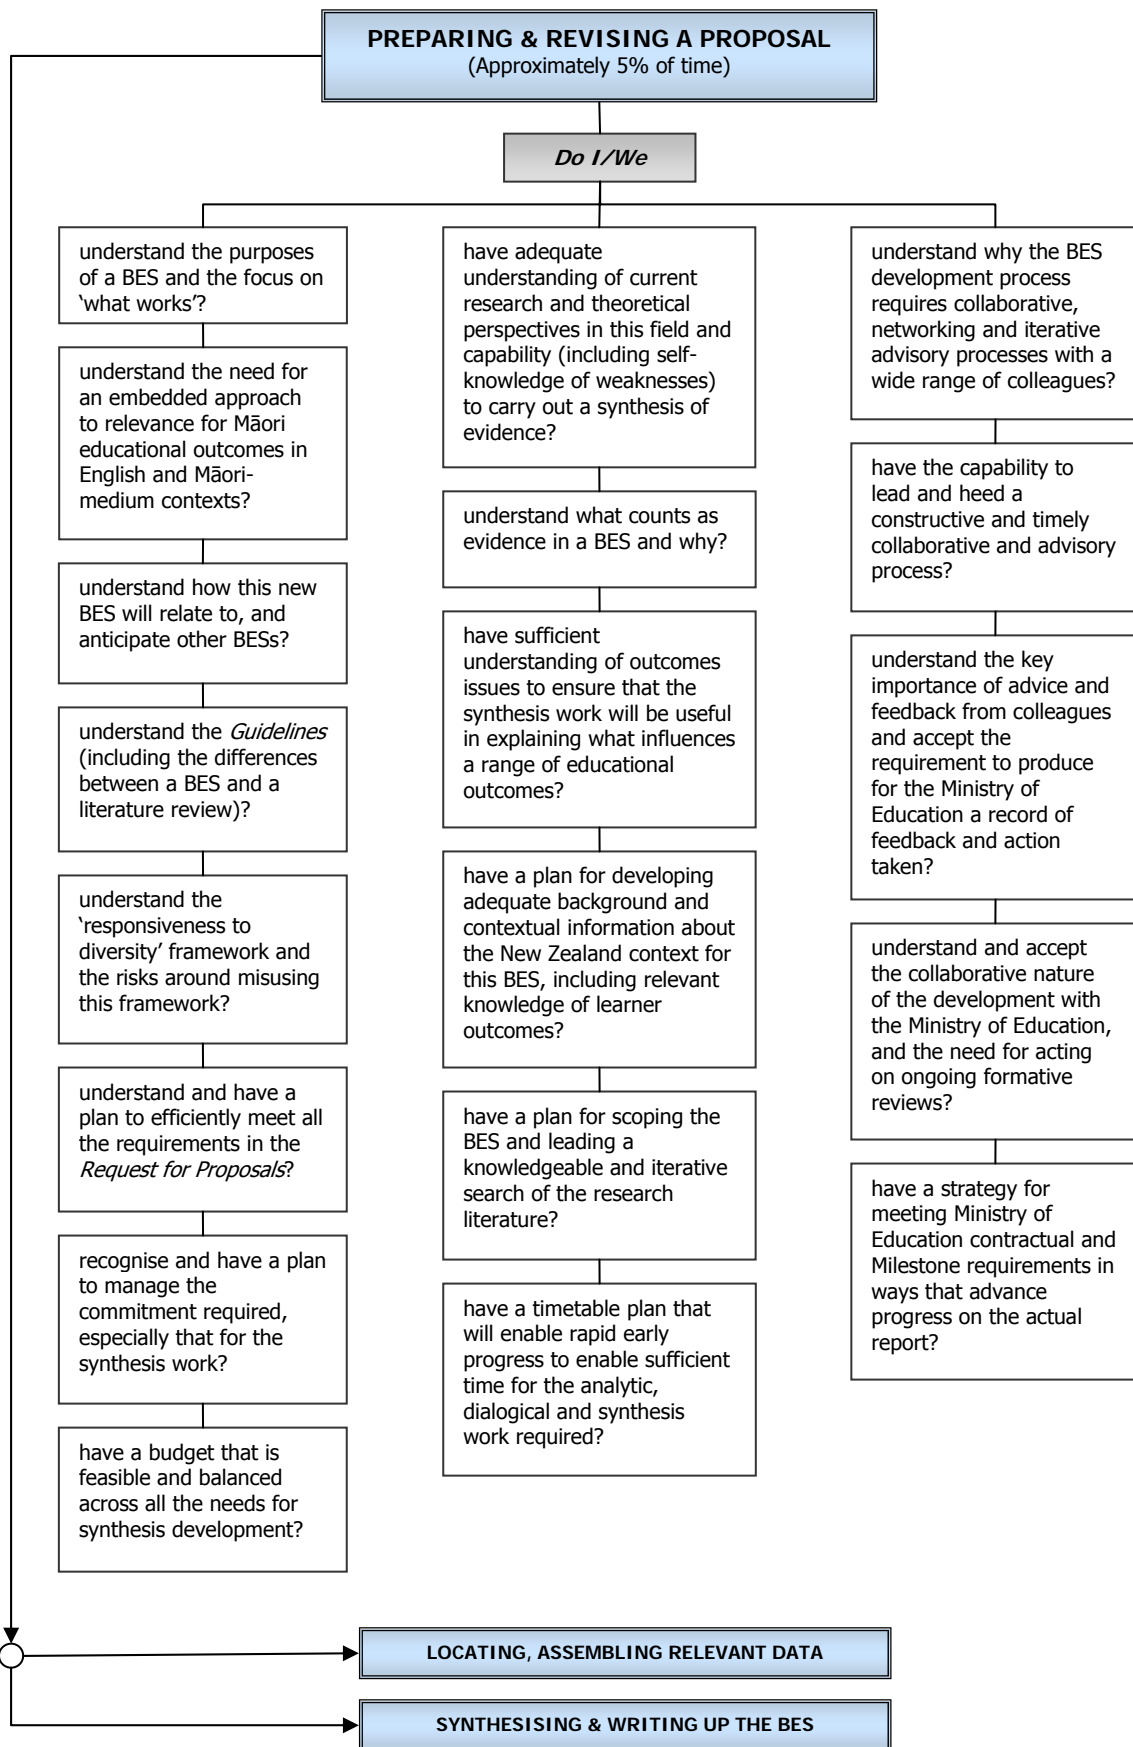 PREPARING & REVISING A PROPOSAL
(Approximately 5% of time)
Do I/We
understand the purposes
of a BES and the focus on
‘what works’?
understand the need for
an embedded approach
to relevance for Māori
educational outcomes in
English and Māori-
medium contexts?
understand how this new
BES will relate to, and
anticipate other BESs?
understand the Guidelines
(including the differences
between a BES and a
literature review)?
understand the
‘responsiveness to
diversity’ framework and
the risks around misusing
this framework?
understand and have a
plan to efficiently meet all
the requirements in the
Request for Proposals?
recognise and have a plan
to manage the
commitment required,
especially that for the
synthesis work?
have a budget that is
feasible and balanced
across all the needs for
synthesis development?
have adequate
understanding of current
research and theoretical
perspectives in this field and
capability (including self-
knowledge of weaknesses)
to carry out a synthesis of
evidence?
understand what counts as
evidence in a BES and why?
have sufficient
understanding of outcomes
issues to ensure that the
synthesis work will be useful
in explaining what influences
a range of educational
outcomes?
have a plan for developing
adequate background and
contextual information about
the New Zealand context for
this BES, including relevant
knowledge of learner
outcomes?
have a plan for scoping the
BES and leading a
knowledgeable and iterative
search of the research
literature?
have a timetable plan that
will enable rapid early
progress to enable sufficient
time for the analytic,
dialogical and synthesis
work required?
understand why the BES
development process
requires collaborative,
networking and iterative
advisory processes with a
wide range of colleagues?
have the capability to
lead and heed a
constructive and timely
collaborative and advisory
process?
understand the key
importance of advice and
feedback from colleagues
and accept the
requirement to produce
for the Ministry of
Education a record of
feedback and action
taken?
understand and accept
the collaborative nature
of the development with
the Ministry of Education,
and the need for acting
on ongoing formative
reviews?
have a strategy for
meeting Ministry of
Education contractual and
Milestone requirements in
ways that advance
progress on the actual
report?
LOCATING, ASSEMBLING RELEVANT DATA
SYNTHESISING & WRITING UP THE BES